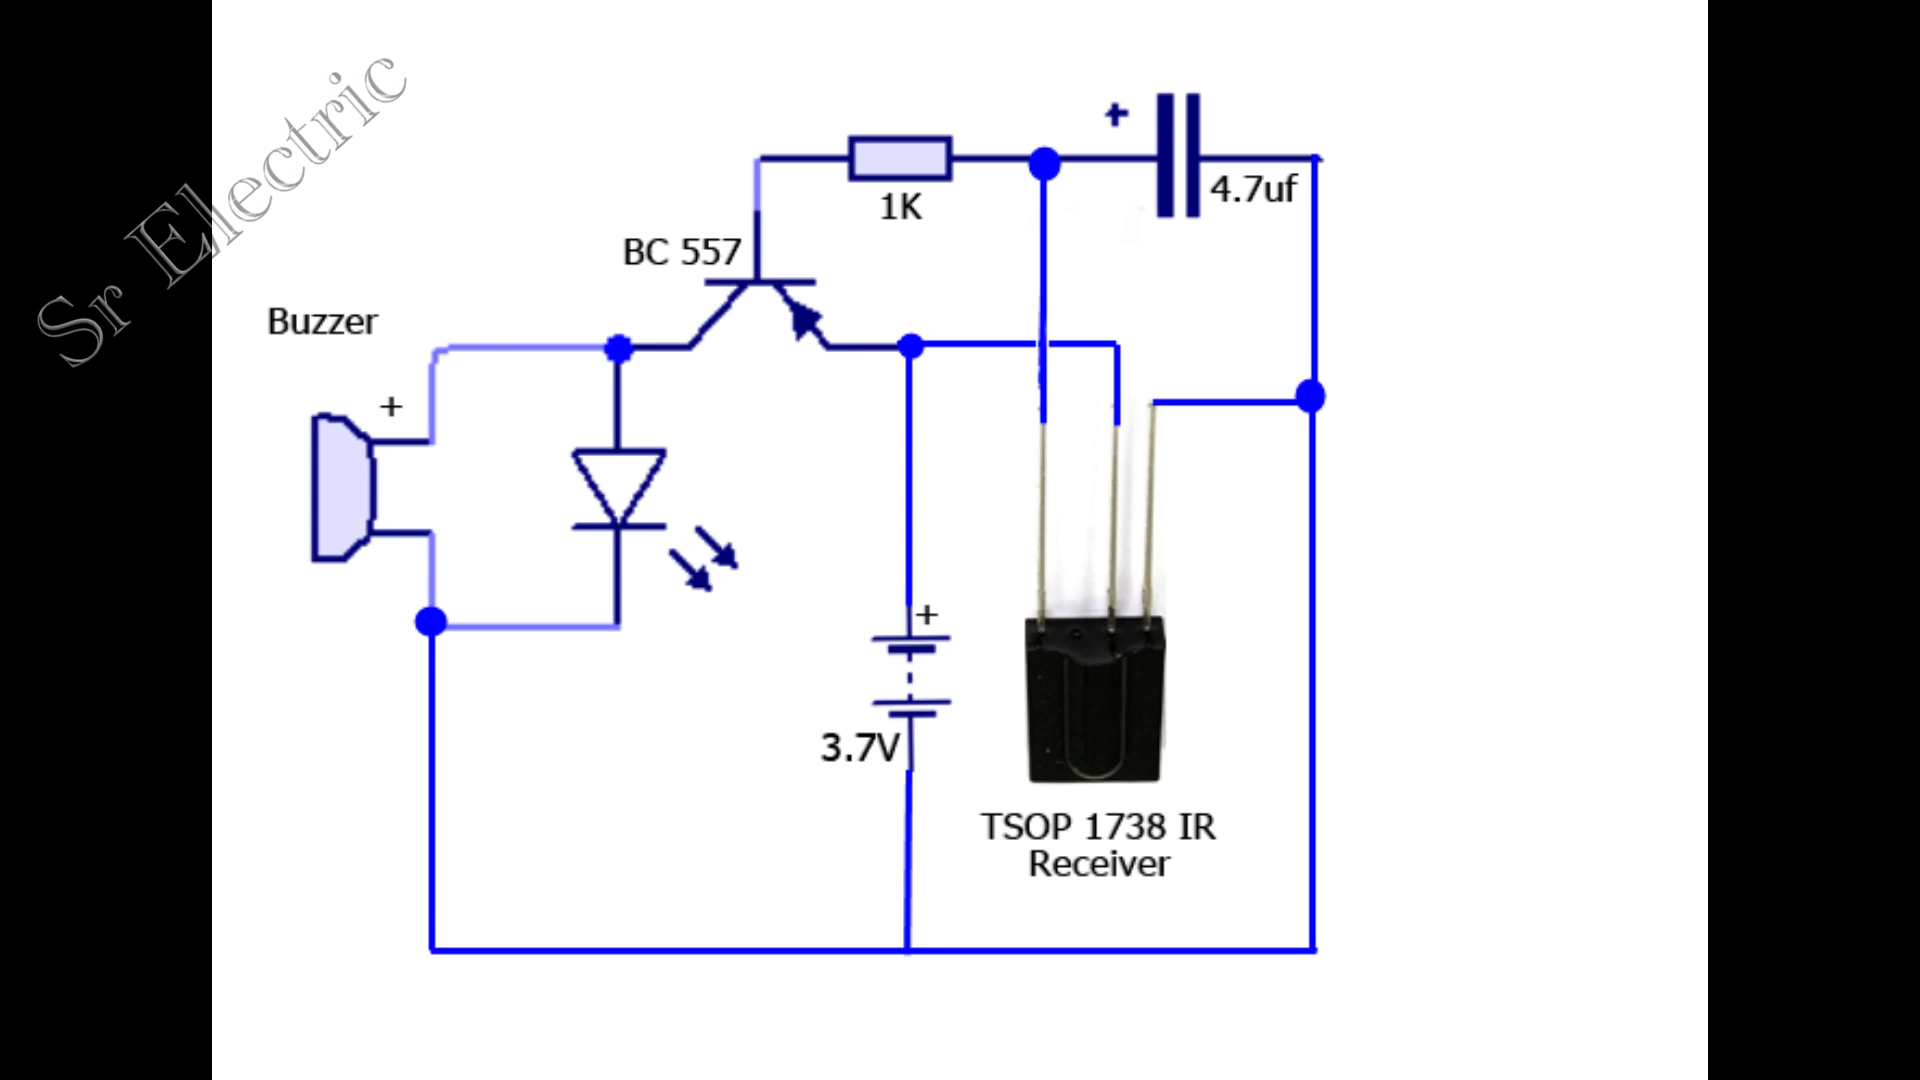 Sr Electric
+
4.7uf
1K
BC 557
Buzzer
+
+
3.7V
TSOP 1738 IR
Receiver